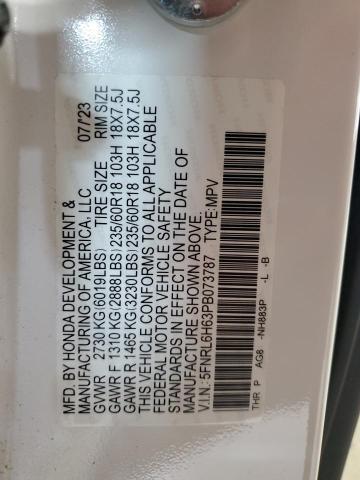 MFD. BY HONDA DEVELOPMENT &
MANUFACTURING OF AMERICA, LLC 07/23
GVWR 2730 KG(6019LBS) TIRE SIZE RIM SIZE
GAWR F 1310 KG(2888LBS)235/60R18 103H 18X7.5J
GAWR R 1465 KG(3230LBS)235/60R18 103H 18X7.5J
THIS VEHICLE CONFORMS TO ALL APPLICABLE
FEDERAL MOTOR VEHICLE SAFETY
STANDARDS IN EFFECT ON THE DATE OF
MANUFACTURE SHOWN ABOVE.
V.I.N.: 5FNRL6H63PB073787 TYPE:MPV
THR P AG8 -NH883P -L -B